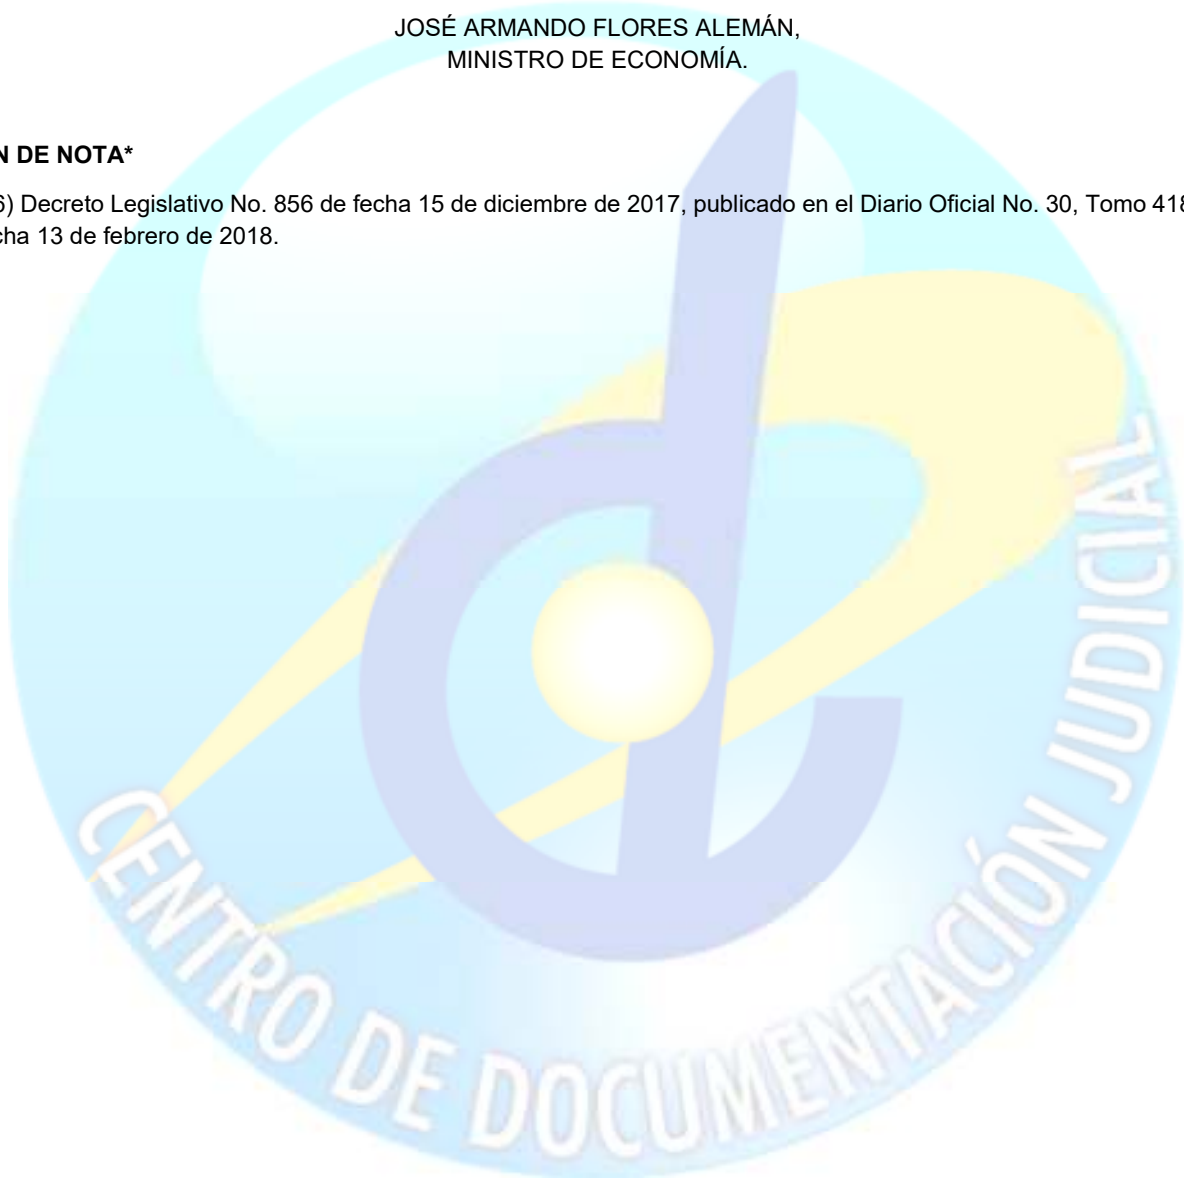 JOSÉ ARMANDO FLORES ALEMÁN,
MINISTRO DE ECONOMÍA.
N DE NOTA*
6) Decreto Legislativo No. 856 de fecha 15 de diciembre de 2017, publicado en el Diario Oficial No. 30, Tomo 418
cha 13 de febrero de 2018.
CENTRO DE DOCUMENTACIÓN JUDICIAL